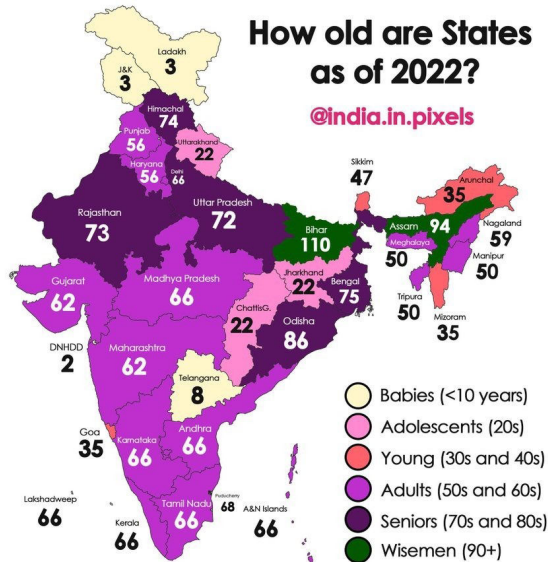 How old are States
as of 2022?
@india.in.pixels
Ladakh
3
J&K
3
Himachal
74
Punjab
56
Uttarakhand
22
Haryana
56
Delhi
66
Sikkim
47
Arunchal
35
Rajasthan
73
Uttar Pradesh
72
Bihar
110
Assam
94
Nagaland
59
Meghalaya
50
Manipur
50
Gujarat
62
Madhya Pradesh
66
Jharkhand
22
Bengal
75
Tripura
50
Mizoram
35
ChattisG.
22
Odisha
86
DNHDD
2
Maharashtra
62
Telangana
8
Goa
35
Karnataka
66
Andhra
66
Lakshadweep
66
Kerala
66
Tamil Nadu
66
Puducherry
68
A&N Islands
66
Babies (<10 years)
Adolescents (20s)
Young (30s and 40s)
Adults (50s and 60s)
Seniors (70s and 80s)
Wisemen (90+)